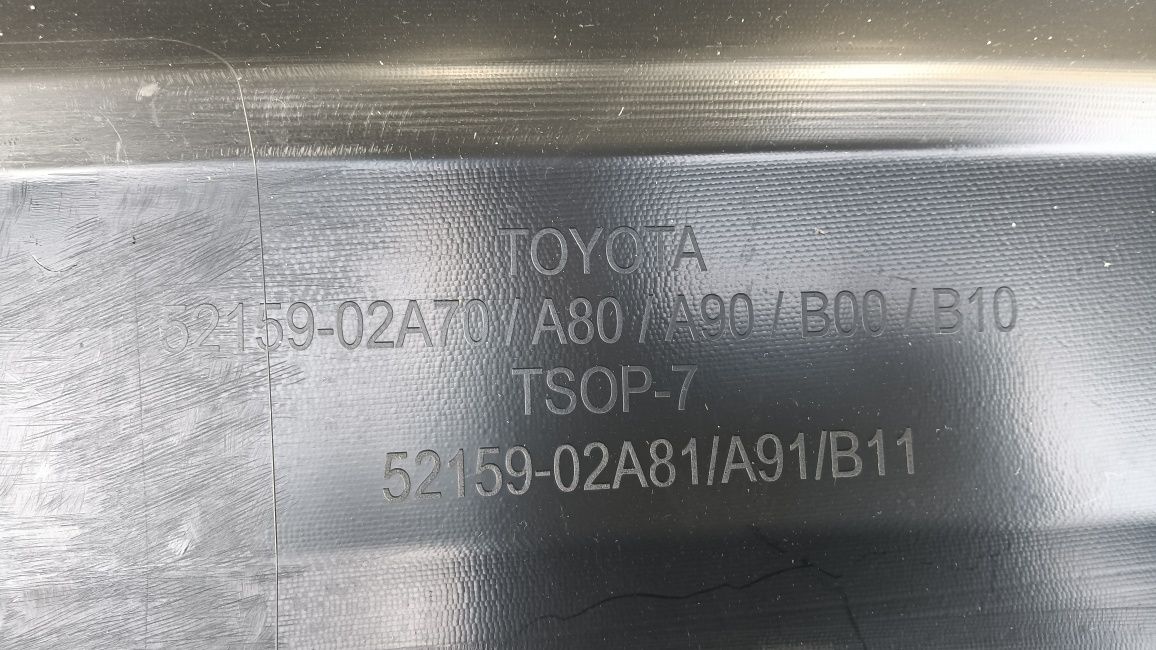 TOYOTA
52159-02A70 / A80 / A90 / B00 / B10
TSOP-7
52159-02A81/A91/B11